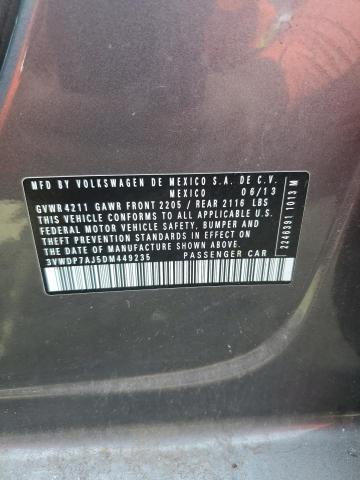 MFD BY VOLKSWAGEN DE MEXICO S.A. DE C.V.
MEXICO 06/13
GVWR 4211 GAWR FRONT 2205 / REAR 2116 LBS
THIS VEHICLE CONFORMS TO ALL APPLICABLE U.S.
FEDERAL MOTOR VEHICLE SAFETY, BUMPER AND
THEFT PREVENTION STANDARDS IN EFFECT ON THE
DATE OF MANUFACTURE SHOWN ABOVE
3VWDP7AJ5DM449235 PASSENGER CAR
2246391 1013 M